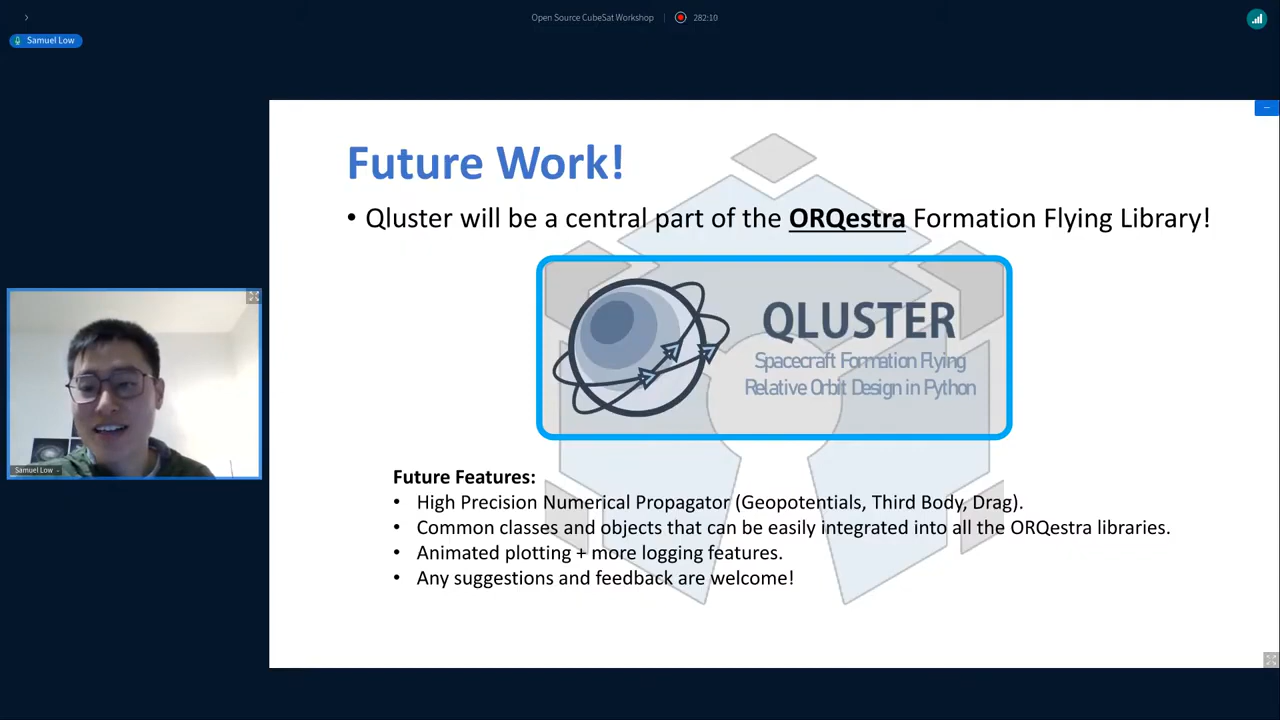 Open Source CubeSat Workshop
282:10
Samuel Low
Future Work!
• Qluster will be a central part of the ORQestra Formation Flying Library!
QLUSTER
Spacecraft Formation Flying
Relative Orbit Design in Python
Samuel Low
Future Features:
• High Precision Numerical Propagator (Geopotentials, Third Body, Drag).
• Common classes and objects that can be easily integrated into all the ORQestra libraries.
• Animated plotting + more logging features.
• Any suggestions and feedback are welcome!